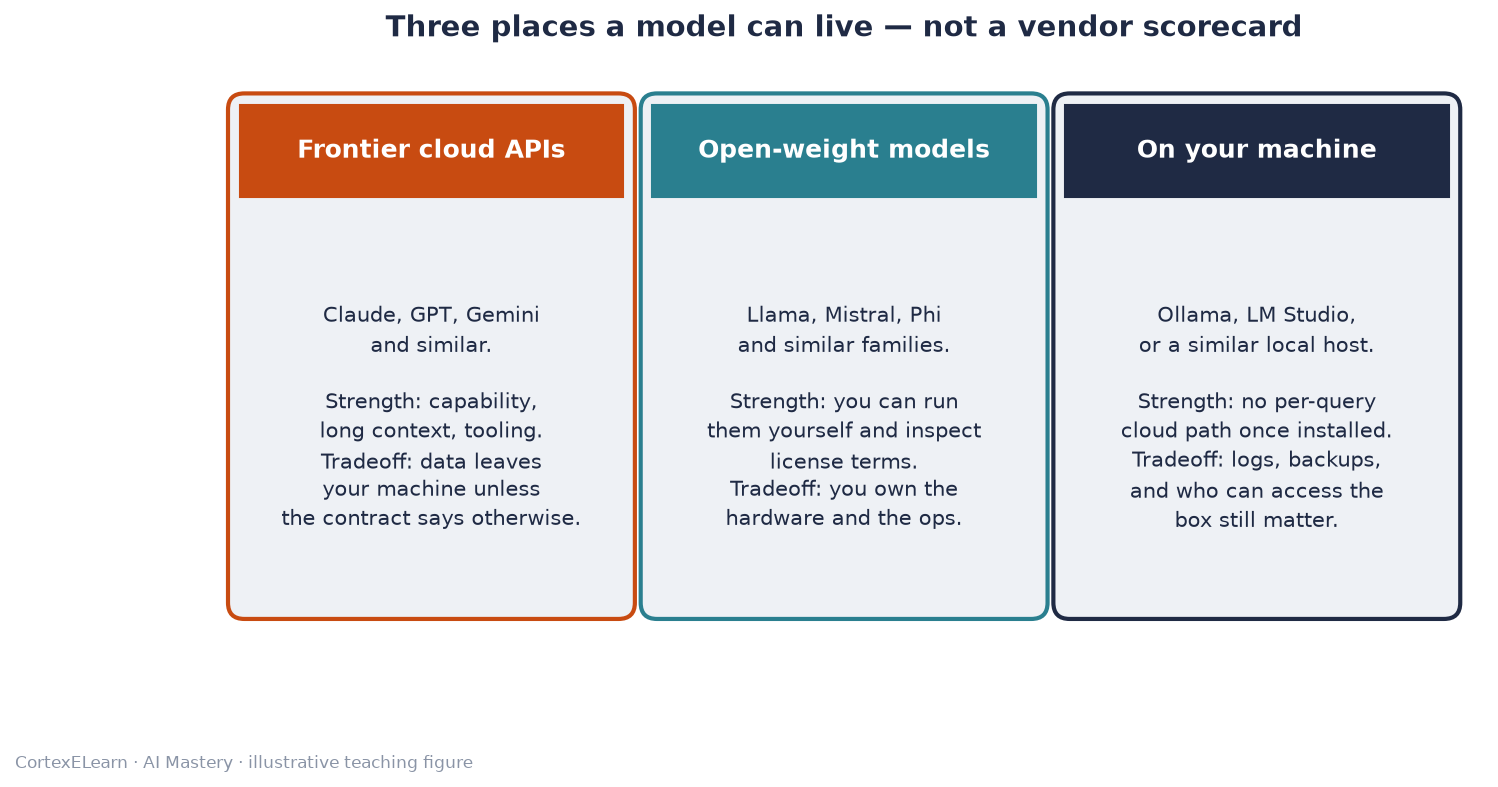 Three places a model can live — not a vendor scorecard
Frontier cloud APIs
Claude, GPT, Gemini
and similar.
Strength: capability,
long context, tooling.
Tradeoff: data leaves
your machine unless
the contract says otherwise.
Open-weight models
Llama, Mistral, Phi
and similar families.
Strength: you can run
them yourself and inspect
license terms.
Tradeoff: you own the
hardware and the ops.
On your machine
Ollama, LM Studio,
or a similar local host.
Strength: no per-query
cloud path once installed.
Tradeoff: logs, backups,
and who can access the
box still matter.
CortexELearn · AI Mastery · illustrative teaching figure